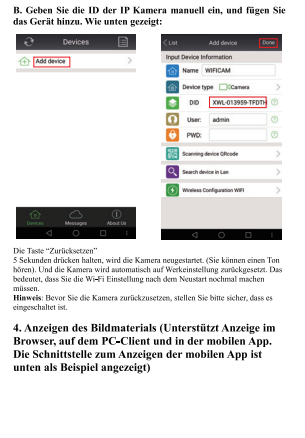 B. Geben Sie die ID der IP Kamera manuell ein, und fügen Sie
das Gerät hinzu. Wie unten gezeigt:
Devices
Add device
Devices
Messages
About Us
List
Add device
Done
Input Device Information
Name WIFICAM
Device type Camera
DID XWL-013959-TFDTH
User: admin
PWD:
Scanning device QRcode
Search device in Lan
Wireless Configuration WIFI
Die Taste “Zurücksetzen”
5 Sekunden drücken halten, wird die Kamera neugestartet. (Sie können einen Ton
hören). Und die Kamera wird automatisch auf Werkeinstellung zurückgesetzt. Das
bedeutet, dass Sie die Wi-Fi Einstellung nach dem Neustart nochmal machen
müssen.
Hinweis: Bevor Sie die Kamera zurückzusetzen, stellen Sie bitte sicher, dass es
eingeschaltet ist.
4. Anzeigen des Bildmaterials (Unterstützt Anzeige im
Browser, auf dem PC-Client und in der mobilen App.
Die Schnittstelle zum Anzeigen der mobilen App ist
unten als Beispiel angezeigt)